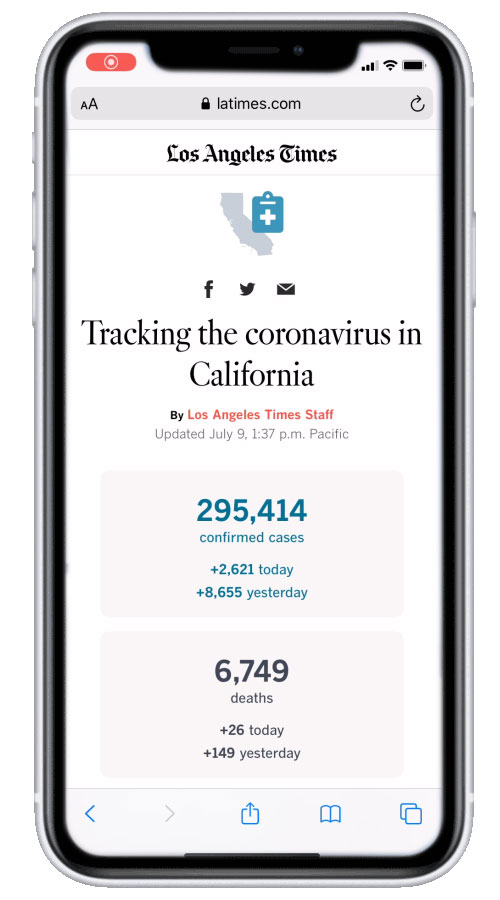 AA latimes.com
Los Angeles Times
Tracking the coronavirus in
California
By Los Angeles Times Staff
Updated July 9, 1:37 p.m. Pacific
295,414
confirmed cases
+2,621 today
+8,655 yesterday
6,749
deaths
+26 today
+149 yesterday